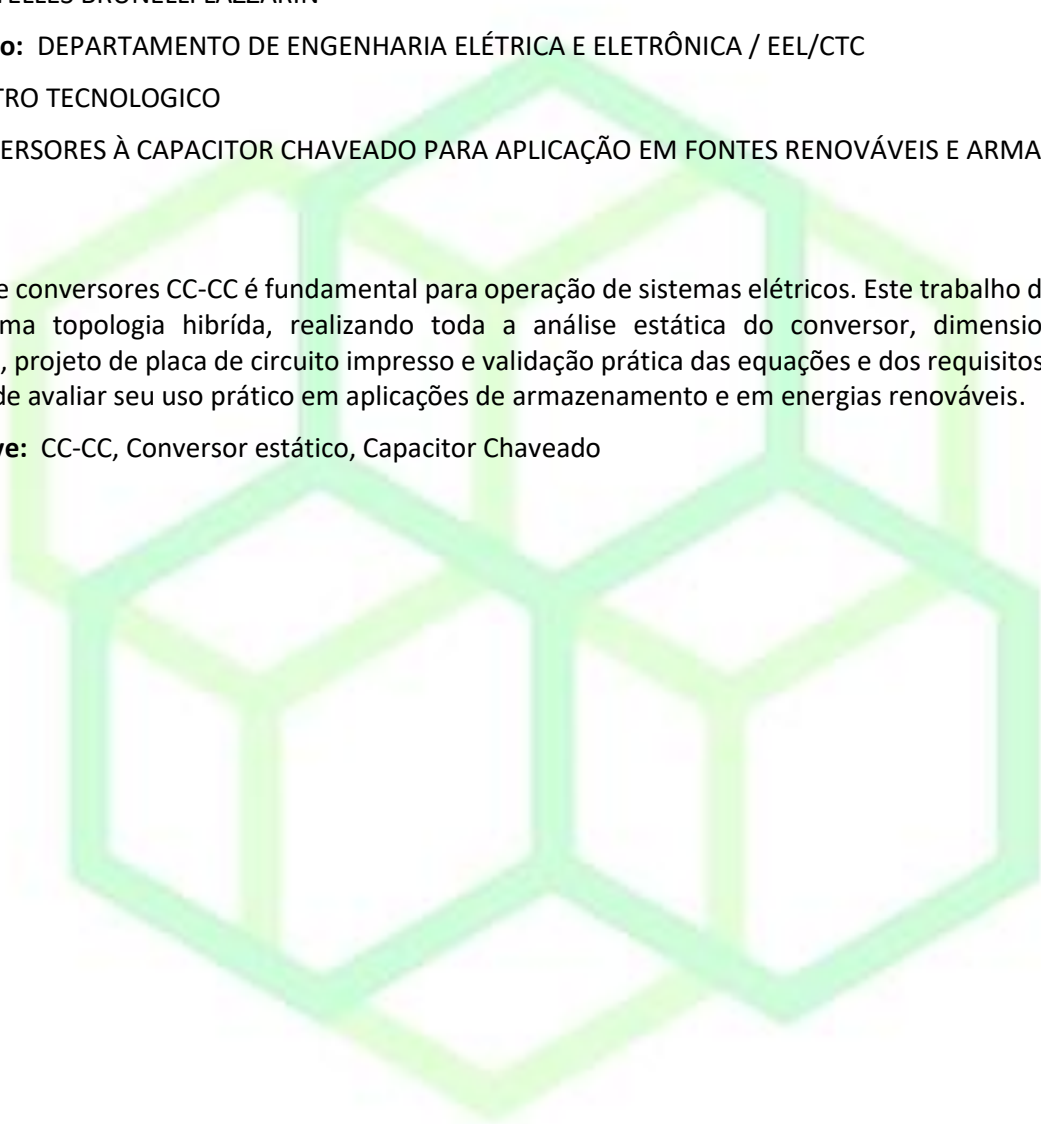 TELLES BRUNELLI LAZZARIN
o: DEPARTAMENTO DE ENGENHARIA ELÉTRICA E ELETRÔNICA / EEL/CTC
TRO TECNOLOGICO
ERSORES À CAPACITOR CHAVEADO PARA APLICAÇÃO EM FONTES RENOVÁVEIS E ARMA
e conversores CC-CC é fundamental para operação de sistemas elétricos. Este trabalho d
ma topologia hibrída, realizando toda a análise estática do conversor, dimensio
, projeto de placa de circuito impresso e validação prática das equações e dos requisitos
de avaliar seu uso prático em aplicações de armazenamento e em energias renováveis.
ve: CC-CC, Conversor estático, Capacitor Chaveado